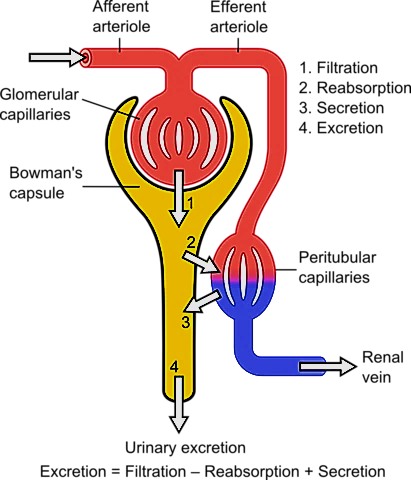 Afferent
arteriole
Efferent
arteriole
1. Filtration
2. Reabsorption
3. Secretion
4. Excretion
Glomerular
capillaries
Bowman's
capsule
1
2
3
4
Peritubular
capillaries
Renal
vein
Urinary excretion
Excretion = Filtration – Reabsorption + Secretion